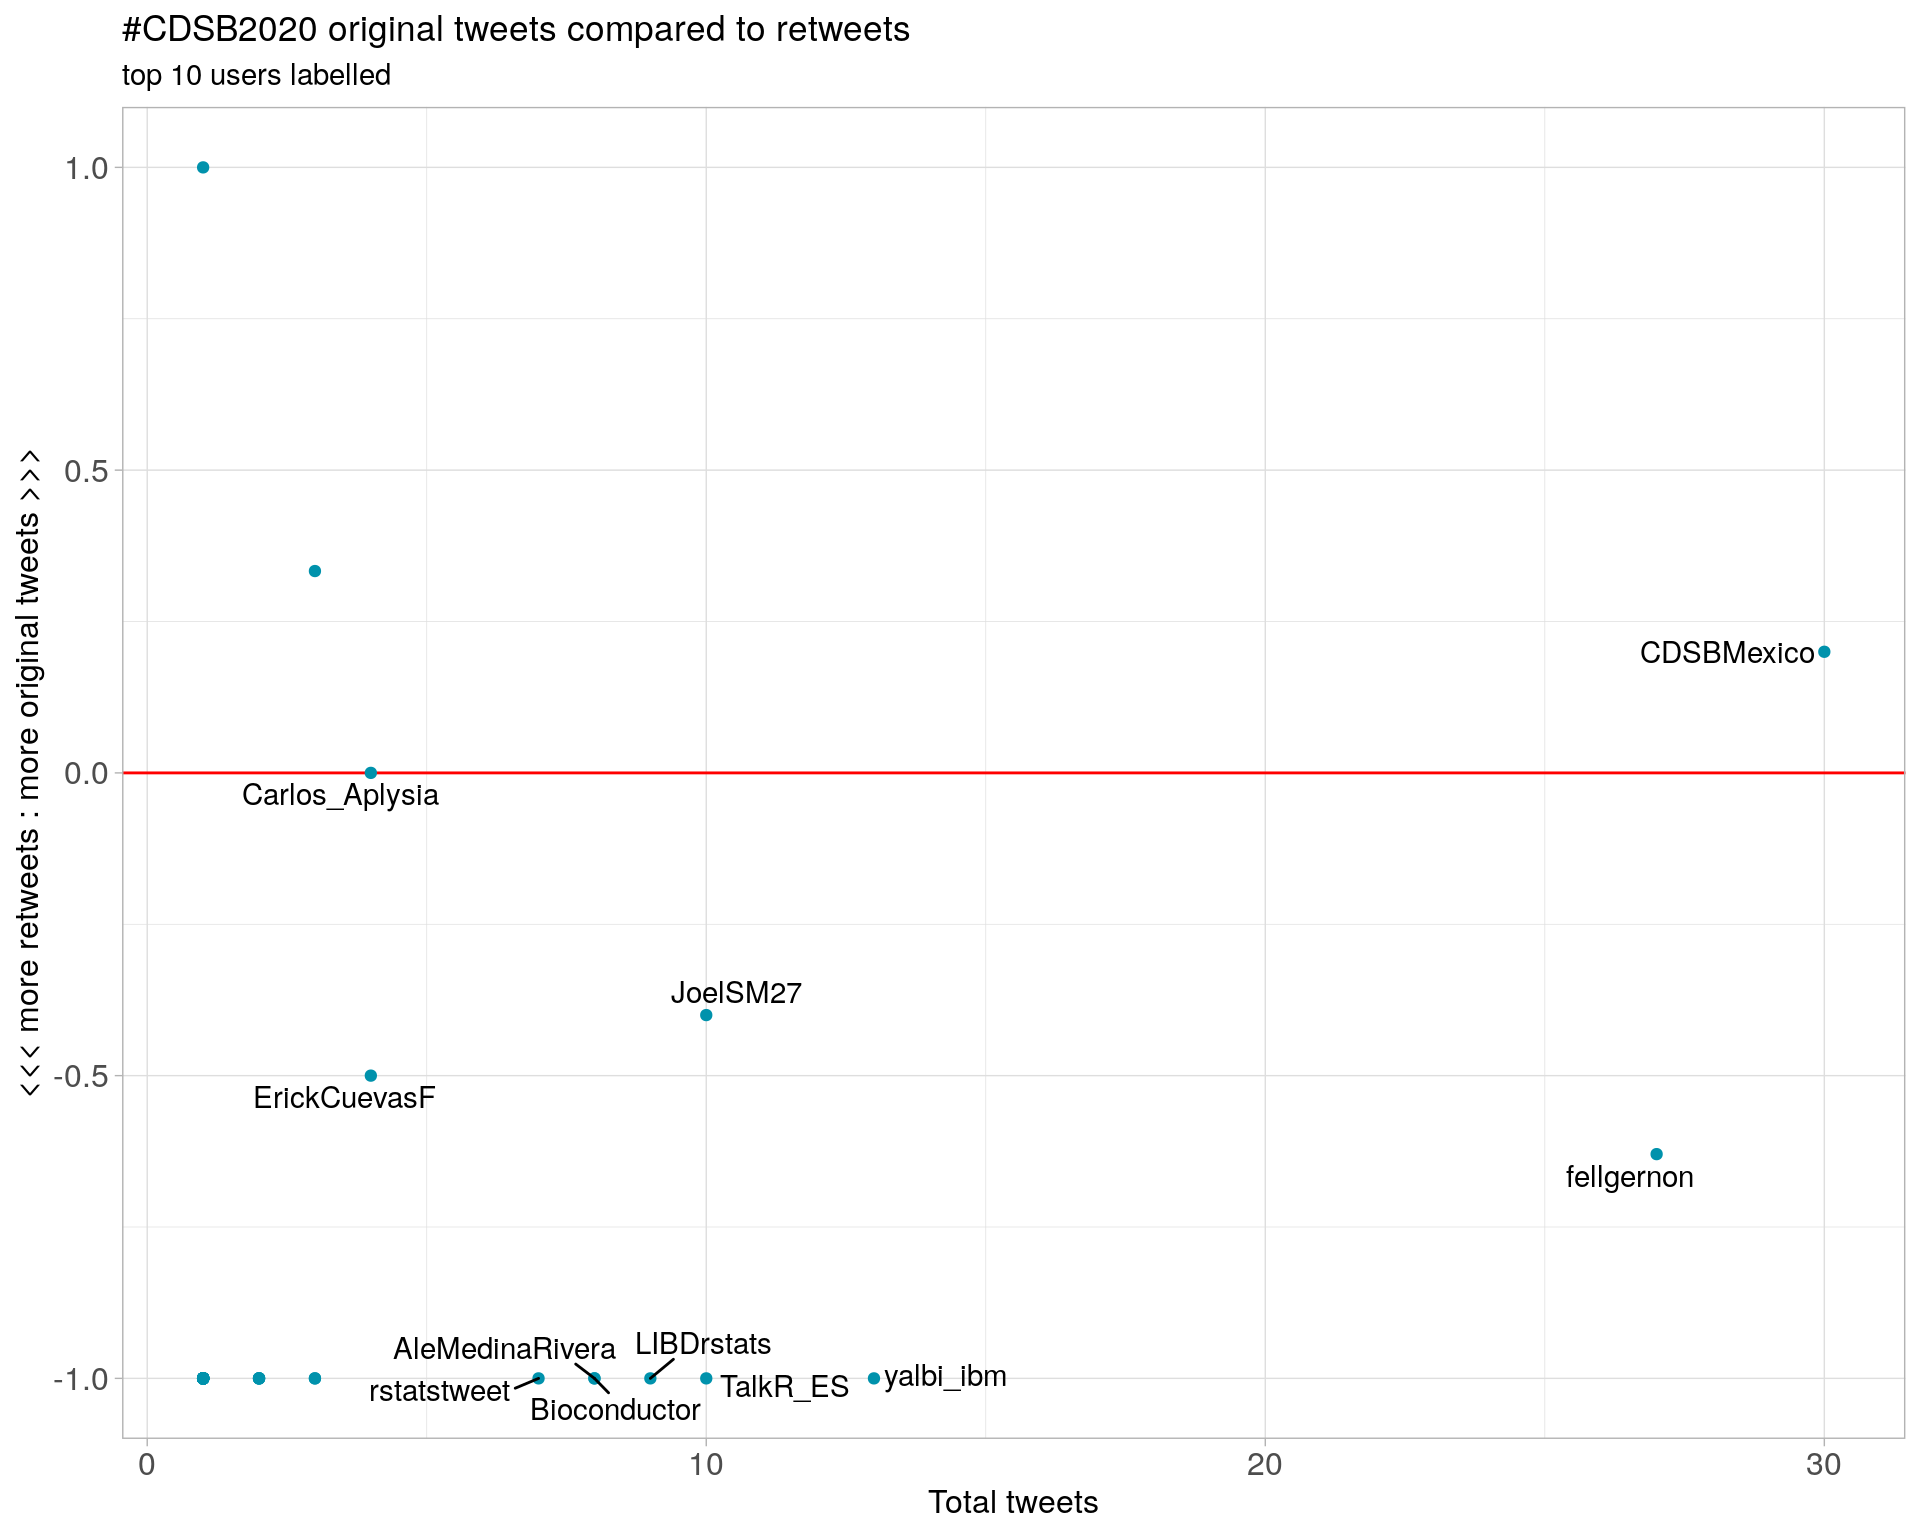 #CDSB2020 original tweets compared to retweets
top 10 users labelled
<<< more retweets : more original tweets >>>
1.0
0.5
0.0
-0.5
-1.0
CDSBMexico
Carlos_Aplysia
JoelSM27
ErickCuevasF
fellgernon
AleMedinaRivera
LIBDrstats
rstatstweet
TalkR_ES
yalbi_ibm
Bioconductor
0
10
20
30
Total tweets